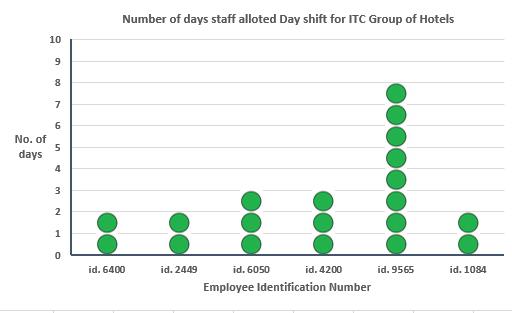 Number of days staff alloted Day shift for ITC Group of Hotels
10
9
8
7
6
5
4
3
2
1
0
No. of
days
id. 6400 id. 2449 id. 6050 id. 4200 id. 9565 id. 1084
Employee Identification Number